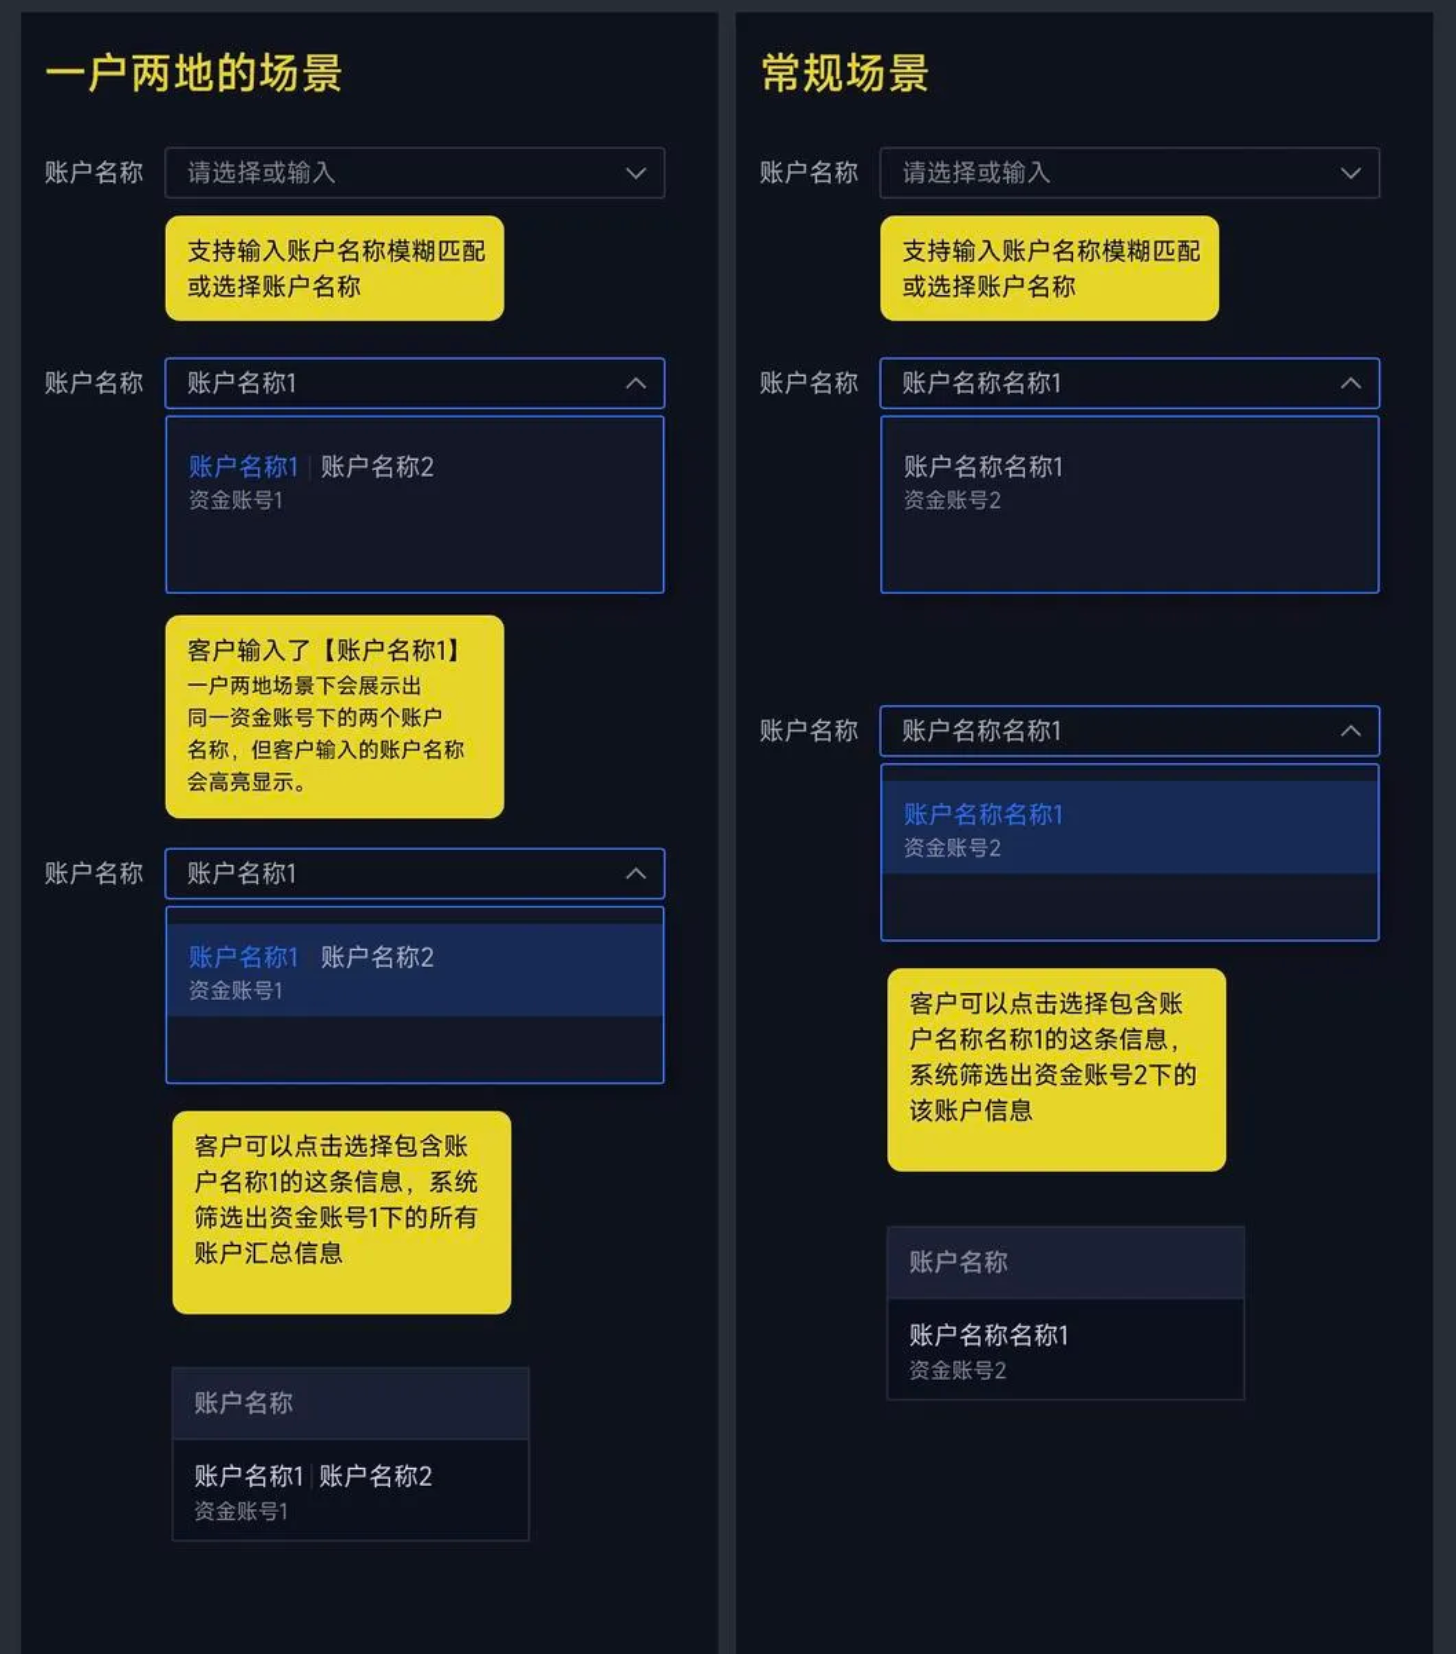 一户两地的场景
账户名称
请选择或输入
支持输入账户名称模糊匹配
或选择账户名称
账户名称
账户名称1
账户名称1 账户名称2
资金账号1
客户输入了【账户名称1】
一户两地场景下会展示出
同一资金账号下的两个账户
名称，但客户输入的账户名称
会高亮显示。
账户名称
账户名称1
账户名称1 账户名称2
资金账号1
客户可以点击选择包含账
户名称1的这条信息，系统
筛选出资金账号1下的所有
账户汇总信息
账户名称
账户名称1 账户名称2
资金账号1
常规场景
账户名称
请选择或输入
支持输入账户名称模糊匹配
或选择账户名称
账户名称
账户名称名称1
账户名称名称1
资金账号2
账户名称
账户名称名称1
账户名称名称1
资金账号2
客户可以点击选择包含账
户名称名称1的这条信息，
系统筛选出资金账号2下的
该账户信息
账户名称
账户名称名称1
资金账号2